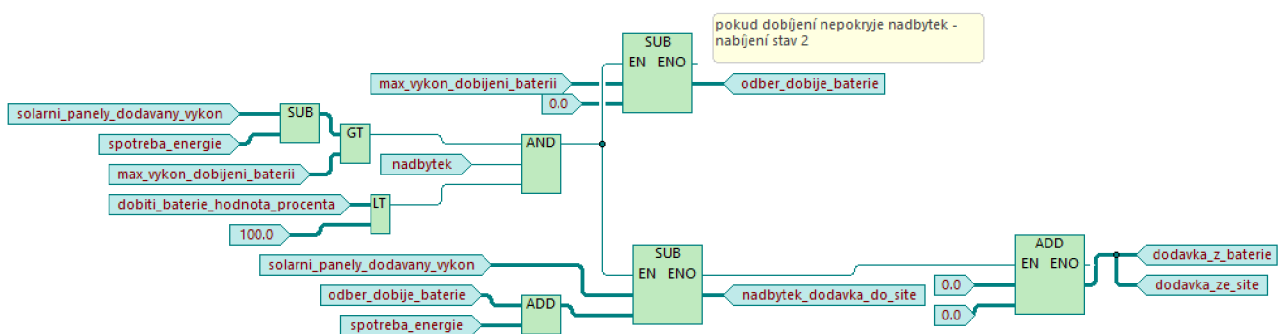 pokud dobíjení nepokryje nadbytek -
nabíjení stav 2
SUB
EN ENO
max_vykon_dobijeni_baterii
odber_dobije_baterie
0.0
solarni_panely_dodavany_vykon
SUB
spotreba_energie
GT
max_vykon_dobijeni_baterii
AND
nadbytek
dobiti_baterie_hodnota_procenta
LT
100.0
SUB
EN ENO
solarni_panely_dodavany_vykon
nadbytek_dodavka_do_site
odber_dobije_baterie
ADD
spotreba_energie
ADD
EN ENO
dodavka_z_baterie
0.0
dodavka_ze_site
0.0